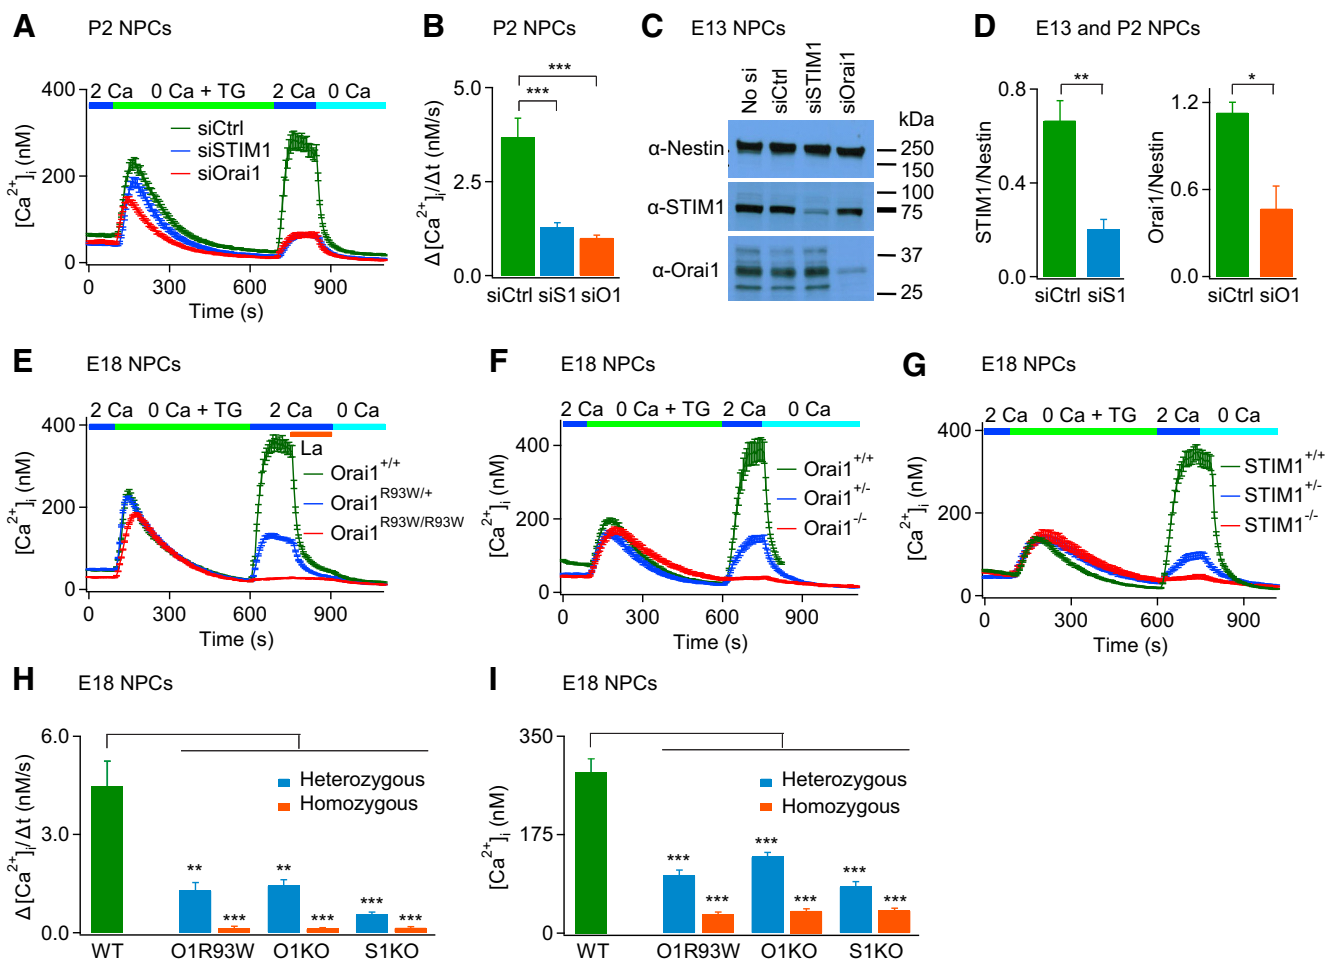 A P2 NPCs
2 Ca 0 Ca + TG 2 Ca 0 Ca
siCtrl
siSTIM1
siOrai1
[Ca2+]i (nM)
400
200
0
0 300 600 900
Time (s)
B P2 NPCs
***
***
Δ[Ca2+]i/Δt (nM/s)
5.0
2.5
0.0
siCtrl siS1 siO1
C E13 NPCs
No si siCtrl siSTIM1 siOrai1
kDa
α-Nestin
250
150
α-STIM1
100
75
α-Orai1
37
25
D E13 and P2 NPCs
**
STIM1/Nestin
0.8
0.4
0.0
siCtrl siS1
*
Orai1/Nestin
1.2
0.6
0.0
siCtrl siO1
E E18 NPCs
2 Ca 0 Ca + TG 2 Ca 0 Ca
La
Orai1+/+
Orai1R93W/+
Orai1R93W/R93W
[Ca2+]i (nM)
400
200
0
0 300 600 900
Time (s)
F E18 NPCs
2 Ca 0 Ca + TG 2 Ca 0 Ca
Orai1+/+
Orai1+/-
Orai1-/-
[Ca2+]i (nM)
400
200
0
0 300 600 900
Time (s)
G E18 NPCs
2 Ca 0 Ca + TG 2 Ca 0 Ca
STIM1+/+
STIM1+/-
STIM1-/-
[Ca2+]i (nM)
400
200
0
0 300 600 900
Time (s)
H E18 NPCs
Heterozygous
Homozygous
Δ[Ca2+]i/Δt (nM/s)
6.0
3.0
0.0
** *** ** *** *** ***
WT O1R93W O1KO S1KO
I E18 NPCs
Heterozygous
Homozygous
[Ca2+]i (nM)
350
175
0
*** *** *** *** *** ***
WT O1R93W O1KO S1KO